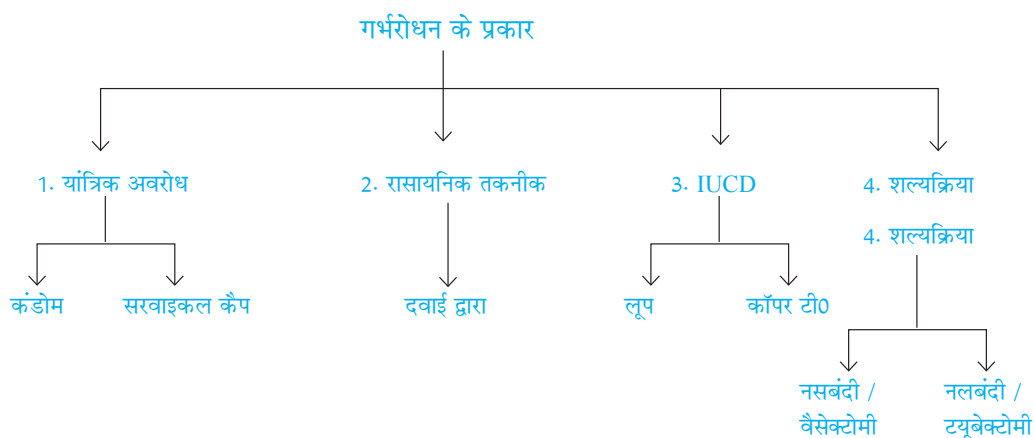 गर्भरोधन के प्रकार
1. यांत्रिक अवरोध
2. रासायनिक तकनीक
3. IUCD
4. शल्यक्रिया
4. शल्यक्रिया
कंडोम
सरवाइकल कैप
दवाई द्वारा
लूप
कॉपर टी0
नसबंदी /
वैसेक्टोमी
नलबंदी /
टयूबेक्टोमी